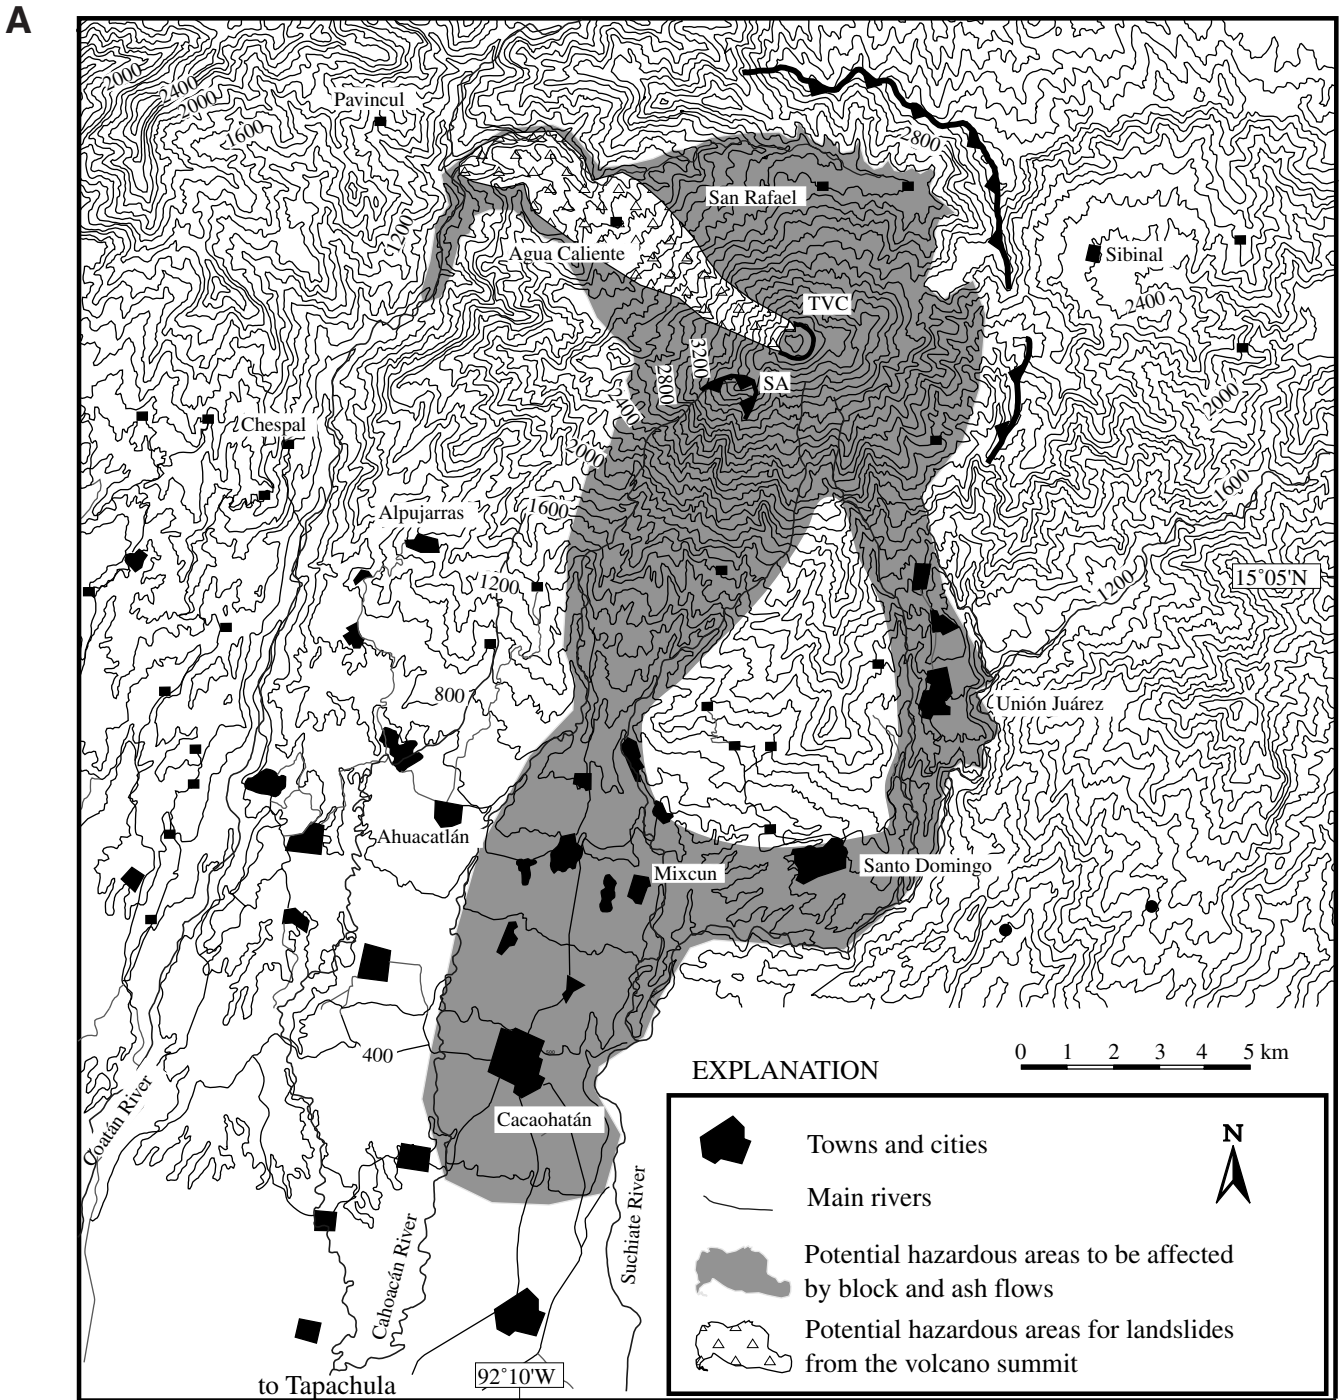 A
2000
2400
2000
1600
Pavincul
2800
San Rafael
1200
Agua Caliente
Sibinal
2400
TVC
3200
2800
SA
2400
2000
Chespal
2000
1600
Alpujarras
1600
1200
1200
15°05'N
800
Unión Juárez
Ahuacatlán
Mixcun
Santo Domingo
400
Cacaohatán
Coatán River
Cahoacán River
Suchiate River
to Tapachula
92°10'W
0 1 2 3 4 5 km
EXPLANATION
Towns and cities
N
Main rivers
Potential hazardous areas to be affected
by block and ash flows
Potential hazardous areas for landslides
from the volcano summit